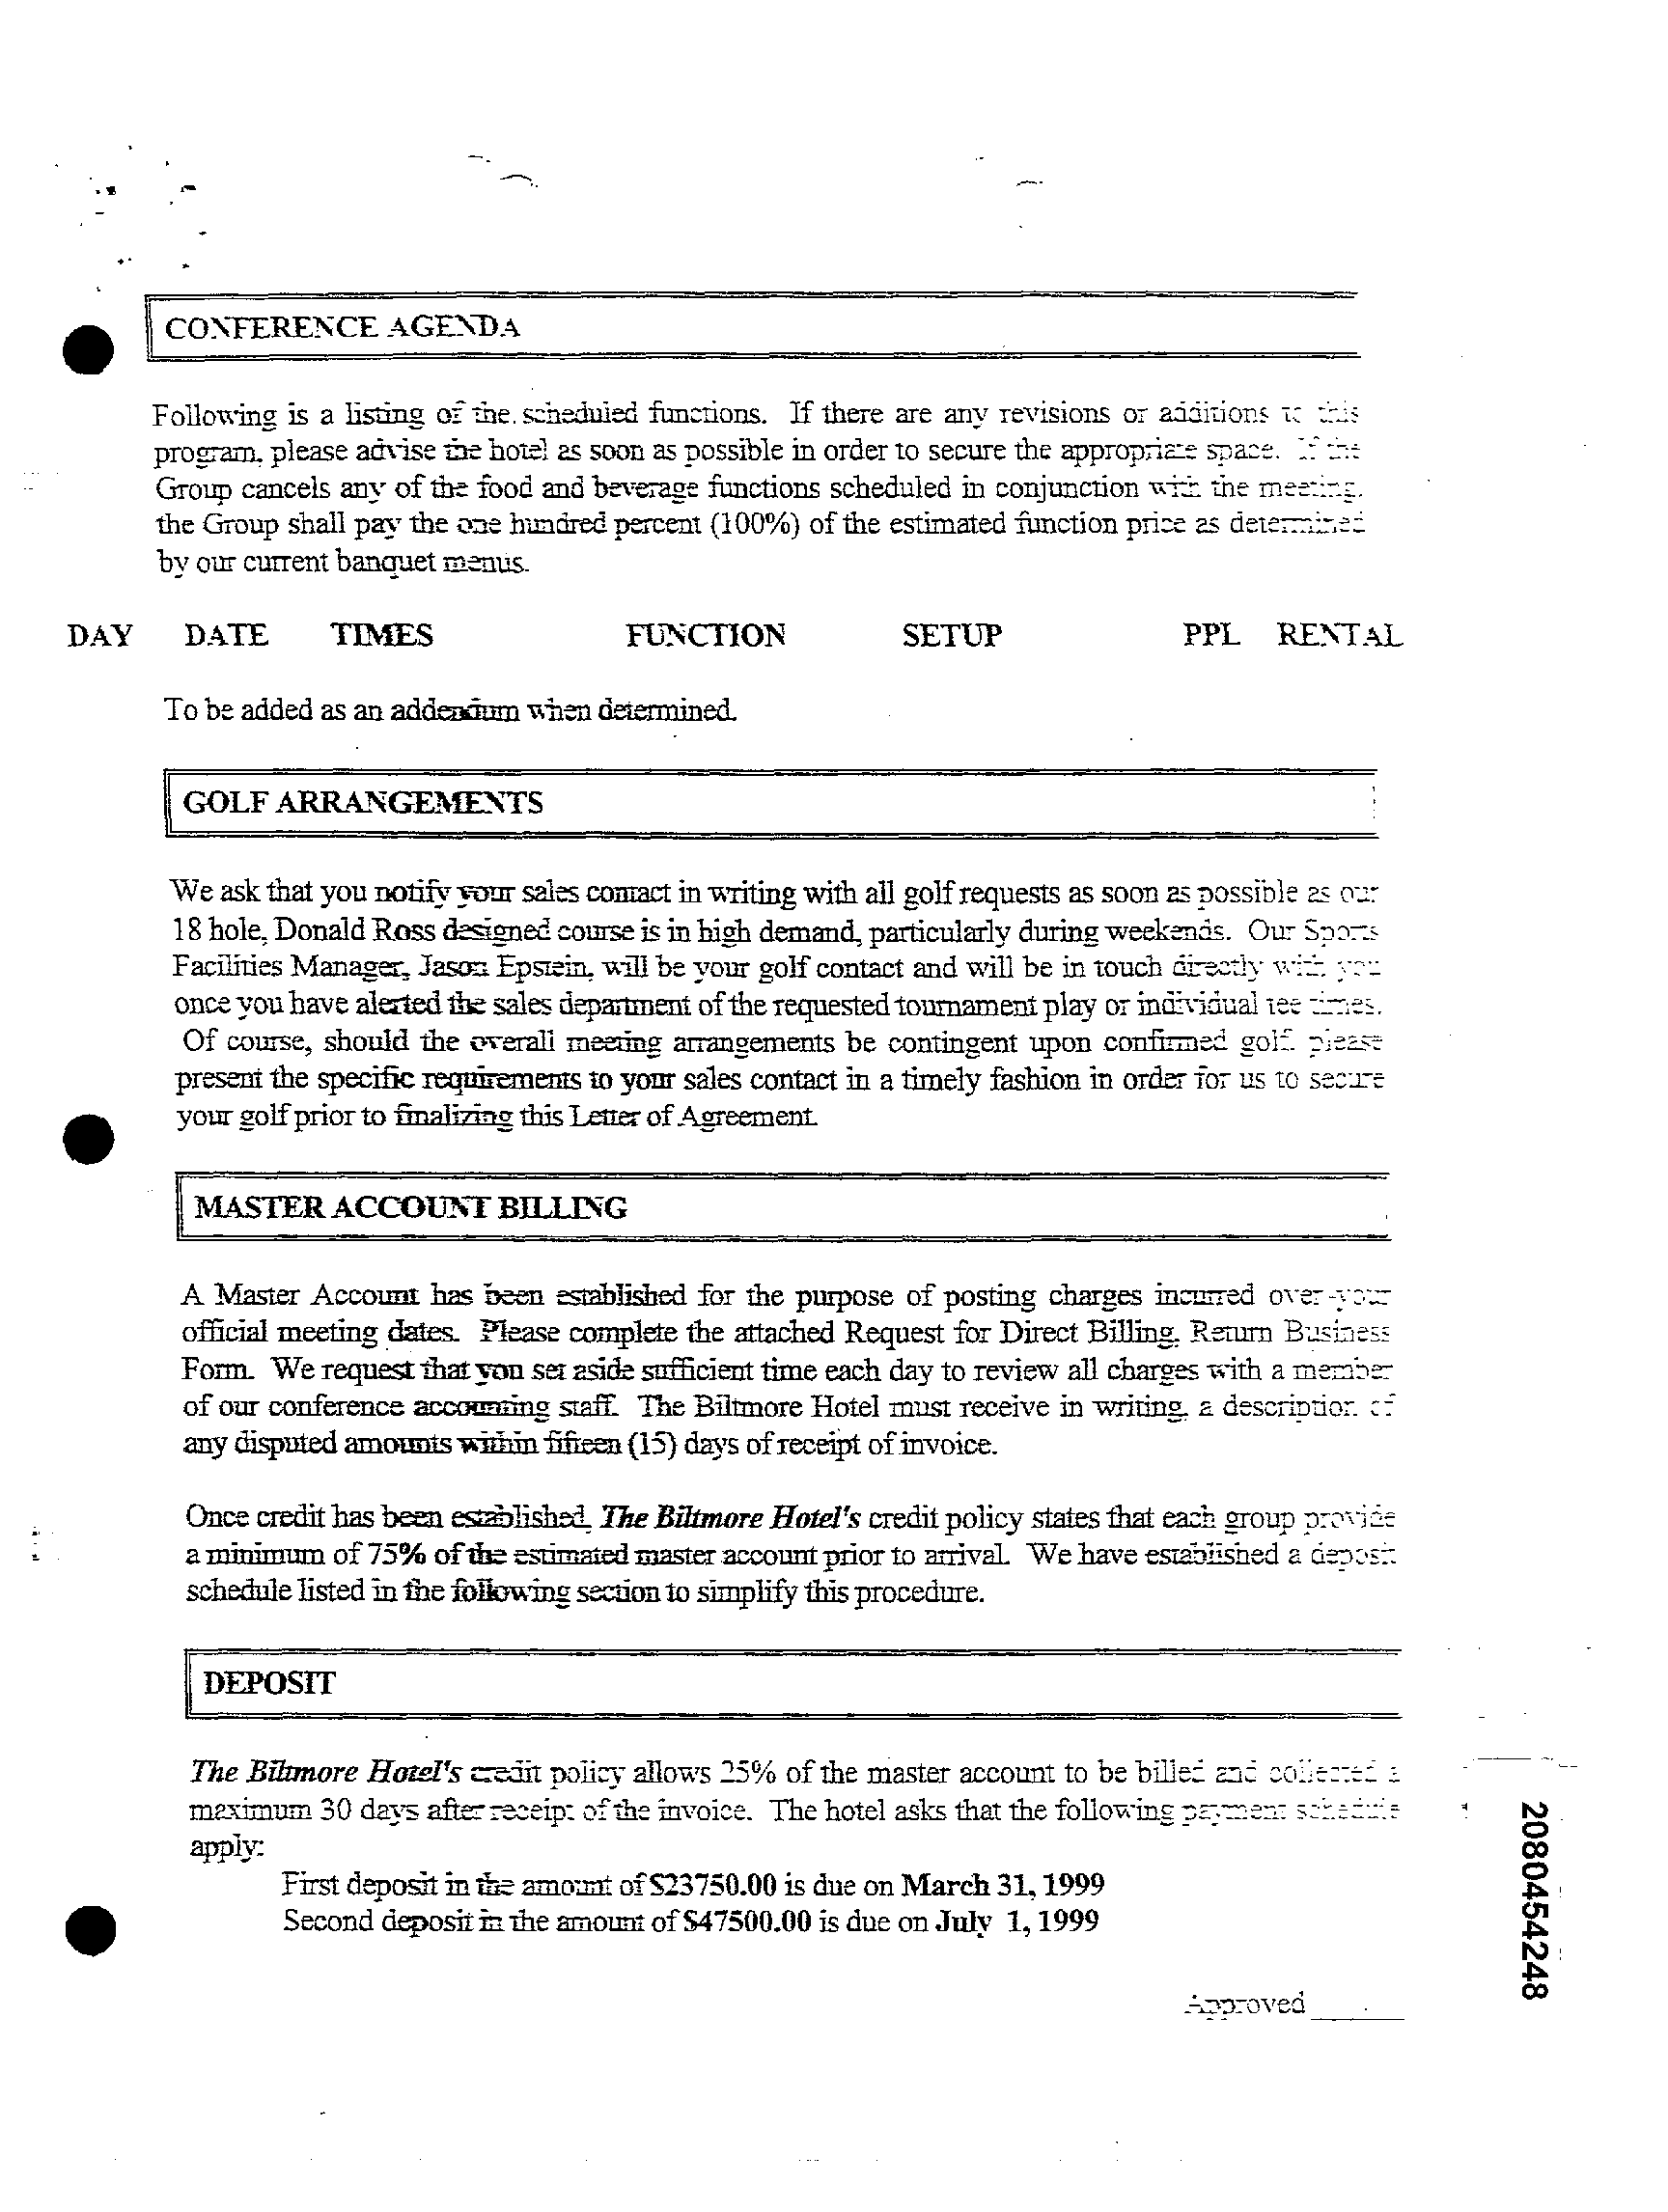 CONFERENCE AGENDA
Following is a listing of the scheduled functions. If there are any revisions or additions to this
program, please advise the hotel as soon as possible in order to secure the appropriate space. If the
Group cancels any of the food and beverage functions scheduled in conjunction with the meeting,
the Group shall pay the one hundred percent (100%) of the estimated function price as determined
by our current banquet menus.
DAY DATE TIMES FUNCTION SETUP PPL RENTAL
To be added as an addendum when determined.
GOLF ARRANGEMENTS
We ask that you notify your sales contact in writing with all golf requests as soon as possible as our
18 hole, Donald Ross designed course is in high demand, particularly during weekends. Our Sports
Facilities Manager, Jason Epstein, will be your golf contact and will be in touch directly with you
once you have alerted the sales department of the requested tournament play or individual tee times.
Of course, should the overall meeting arrangements be contingent upon confirmed golf, please
present the specific requirements to your sales contact in a timely fashion in order for us to secure
your golf prior to finalizing this Letter of Agreement.
MASTER ACCOUNT BILLING
A Master Account has been established for the purpose of posting charges incurred over your
official meeting dates. Please complete the attached Request for Direct Billing, Return Business
Form. We request that you set aside sufficient time each day to review all charges with a member
of our conference accounting staff. The Biltmore Hotel must receive in writing, a description of
any disputed amounts within fifteen (15) days of receipt of invoice.
Once credit has been established, The Biltmore Hotel's credit policy states that each group provide
a minimum of 75% of the estimated master account prior to arrival. We have established a deposit
schedule listed in the following section to simplify this procedure.
DEPOSIT
The Biltmore Hotel's credit policy allows 25% of the master account to be billed and collected a
maximum 30 days after receipt of the invoice. The hotel asks that the following payment schedule
apply:
First deposit in the amount of $23750.00 is due on March 31, 1999
Second deposit in the amount of $47500.00 is due on July 1, 1999
Approved
2080454248